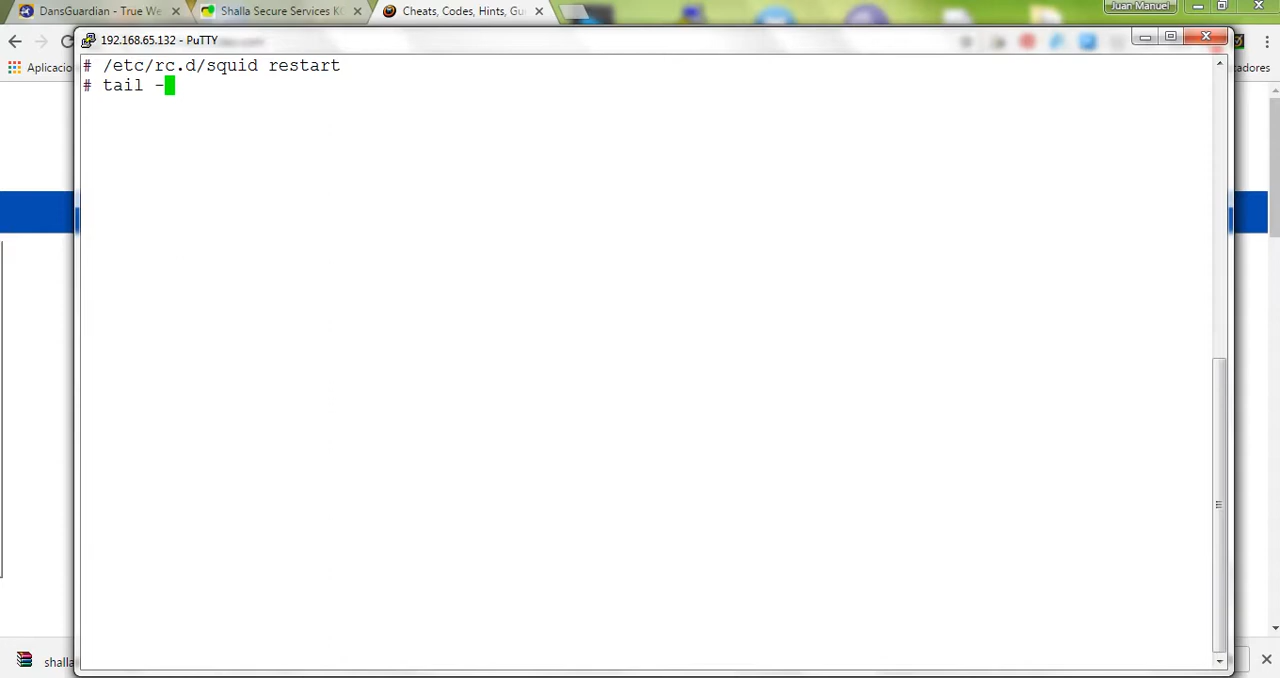 Juan Manuel
DansGuardian - True We
Shalla Secure Services KG
Cheats, Codes, Hints, Gu
192.168.65.132 - PuTTY
Aplicacio
adores
# /etc/rc.d/squid restart
# tail -
shalla